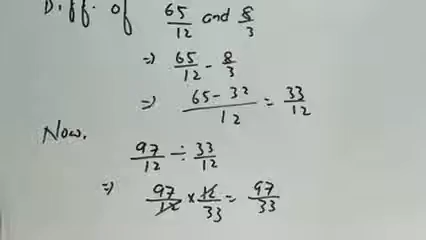 Diff. of 65/12 and 8/3
=> 65/12 - 8/3
=> 65 - 32/12 = 33/12
Now,
97/12 ÷ 33/12
=> 97/12 × 12/33 = 97/33